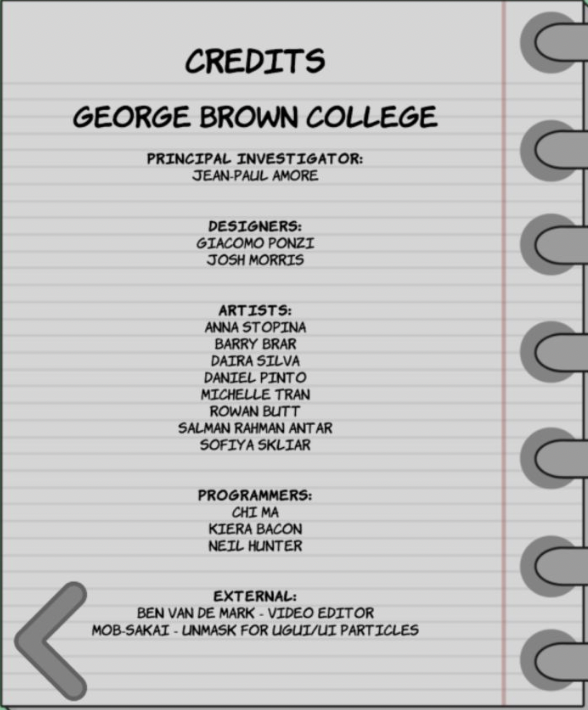 CREDITS
GEORGE BROWN COLLEGE
PRINCIPAL INVESTIGATOR:
JEAN-PAUL AMORE
DESIGNERS:
GIACOMO PONZI
JOSH MORRIS
ARTISTS:
ANNA STOPINA
BARRY BRAR
DAIRA SILVA
DANIEL PINTO
MICHELLE TRAN
ROWAN BUTT
SALMAN RAHMAN ANTAR
SOFIYA SKLIAR
PROGRAMMERS:
CHI MA
KIERA BACON
NEIL HUNTER
EXTERNAL:
BEN VAN DE MARK - VIDEO EDITOR
MOB-SAKAI - UNMASK FOR UGUI/UI PARTICLES